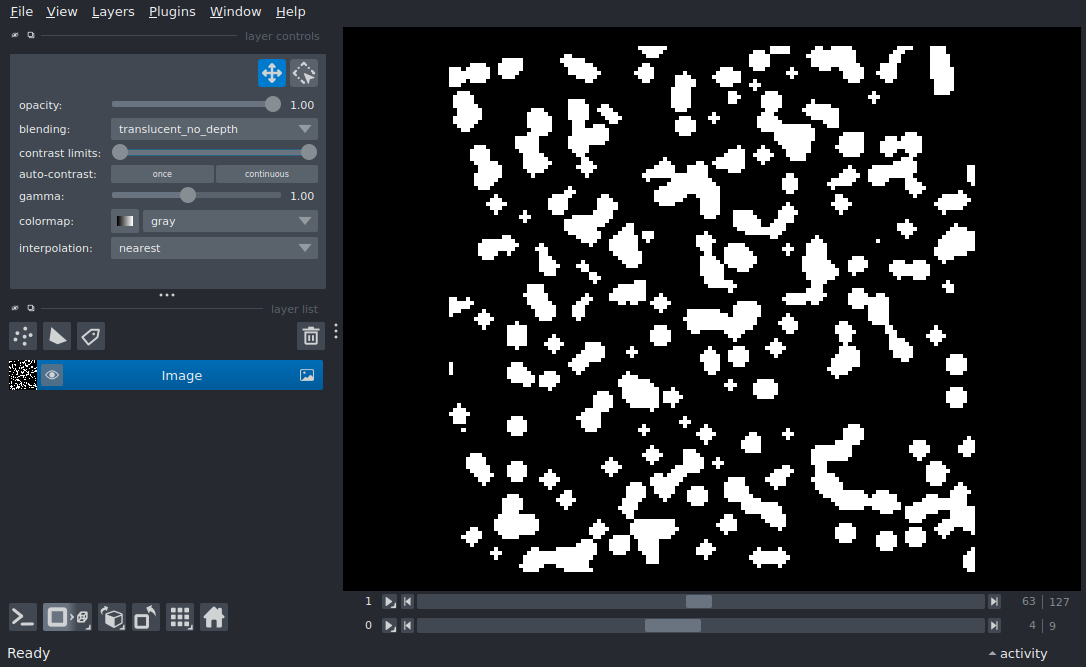 File View Layers Plugins Window Help
layer controls
opacity: 1.00
blending: translucent_no_depth
contrast limits:
auto-contrast: once continuous
gamma: 1.00
colormap: gray
interpolation: nearest
layer list
Image
1 63 127
0 4 9
Ready activity